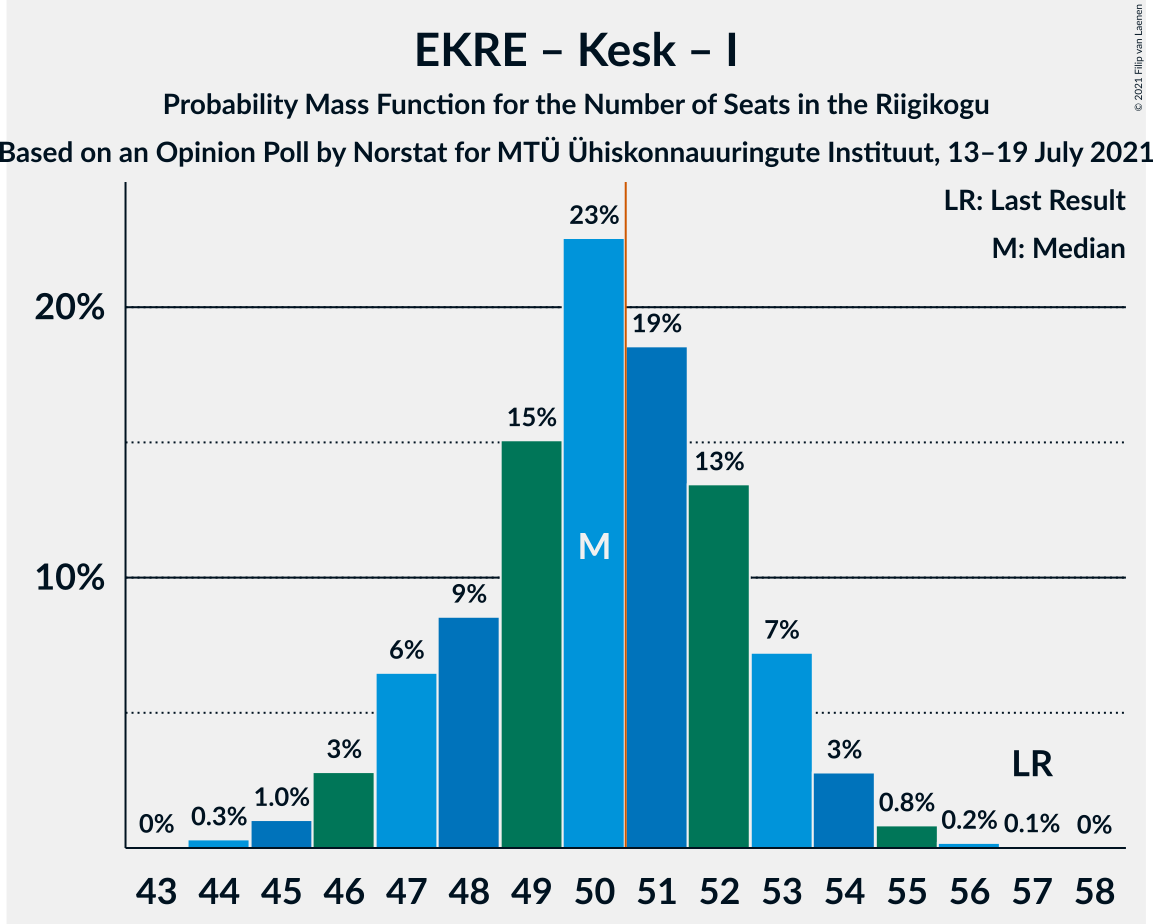 EKRE – Kesk – I
Probability Mass Function for the Number of Seats in the Riigikogu
Based on an Opinion Poll by Norstat for MTÜ Ühiskonnauuringute Instituut, 13–19 July 2021
© 2021 Filip van Laenen
LR: Last Result
M: Median
20%
10%
0%
0.3%
1.0%
3%
6%
9%
15%
23%
19%
13%
7%
3%
0.8%
0.2%
0.1%
0%
M
LR
43 44 45 46 47 48 49 50 51 52 53 54 55 56 57 58